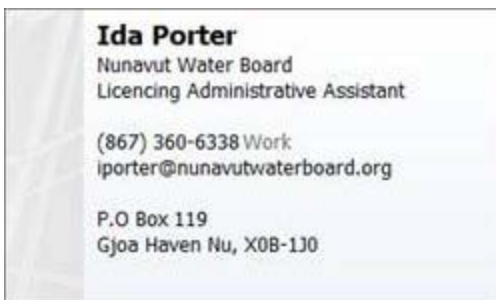 Ida Porter
Nunavut Water Board
Licencing Administrative Assistant
(867) 360-6338 Work
iporter@nunavutwaterboard.org
P.O Box 119
Gjoa Haven Nu, X0B-1J0